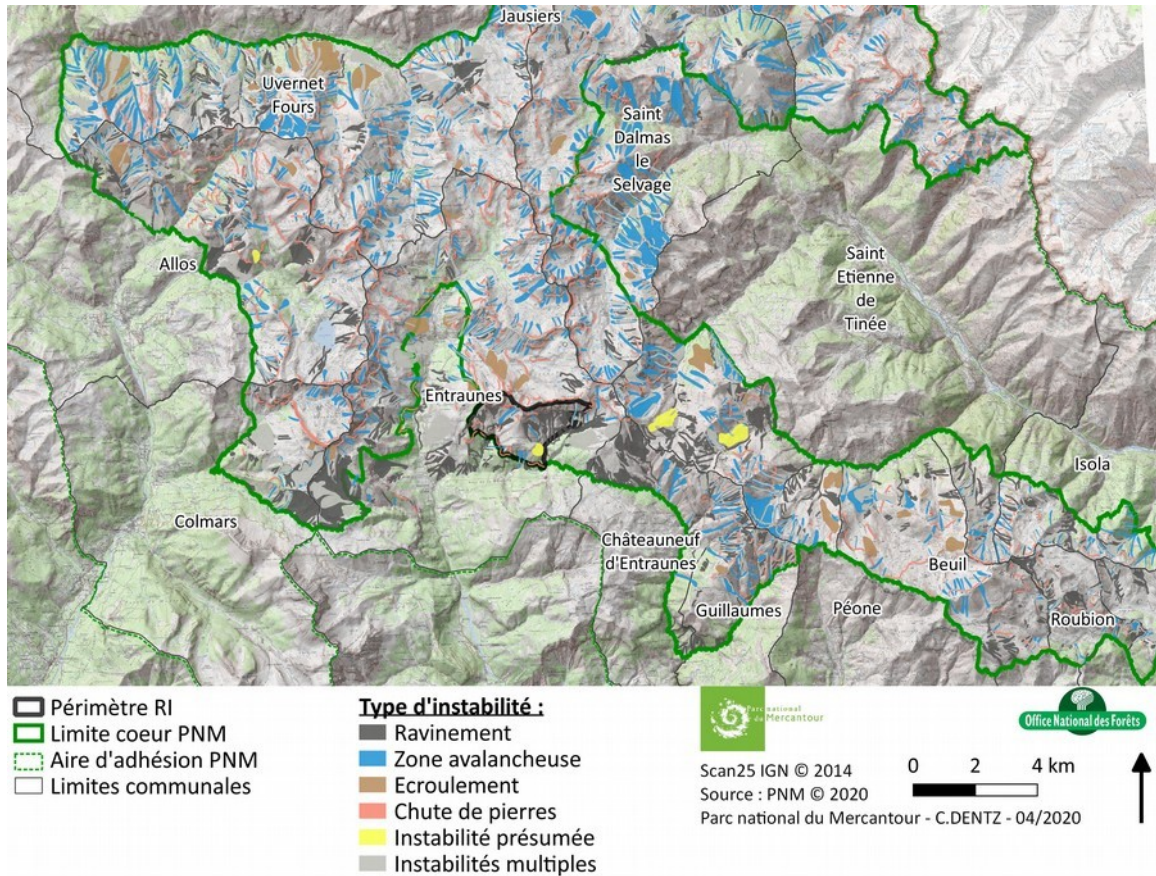 Jausiers
Uvernet
Fours
Saint
Dalmas
le
Selvage
Allos
Saint
Etienne
de
Tinée
Entraunes
Isola
Colmars
Châteauneuf
d'Entraunes
Beuil
Guillaumes
Péone
Roubion
Périmètre RI
Limite coeur PNM
Aire d'adhésion PNM
Limites communales
Type d'instabilité :
Ravinement
Zone avalancheuse
Ecroulement
Chute de pierres
Instabilité présumée
Instabilités multiples
Parc national
du Mercantour
Office National des Forêts
Scan25 IGN © 2014
Source : PNM © 2020
Parc national du Mercantour - C.DENTZ - 04/2020
0 2 4 km